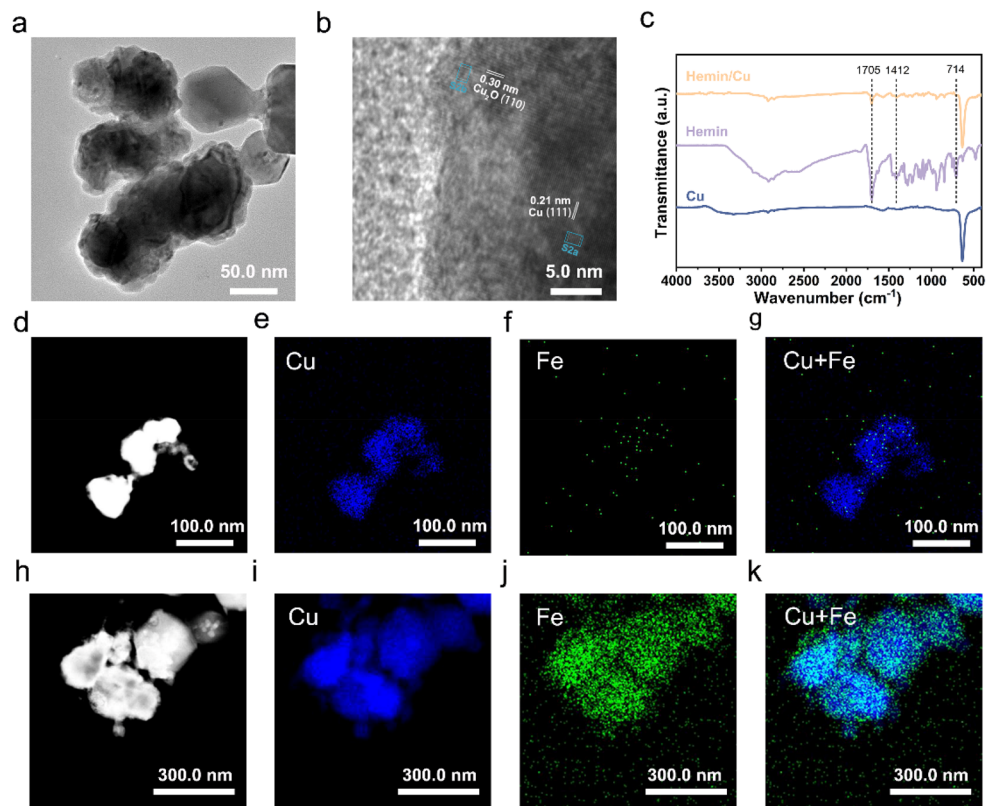 a
50.0 nm
b
0.30 nm
Cu₂O (110)
0.21 nm
Cu (111)
S2a
5.0 nm
c
1705
1412
714
Hemin/Cu
Hemin
Cu
Transmittance (a.u.)
4000 3500 3000 2500 2000 1500 1000 500
Wavenumber (cm⁻¹)
d
100.0 nm
e
Cu
100.0 nm
f
Fe
100.0 nm
g
Cu+Fe
100.0 nm
h
300.0 nm
i
Cu
300.0 nm
j
Fe
300.0 nm
k
Cu+Fe
300.0 nm